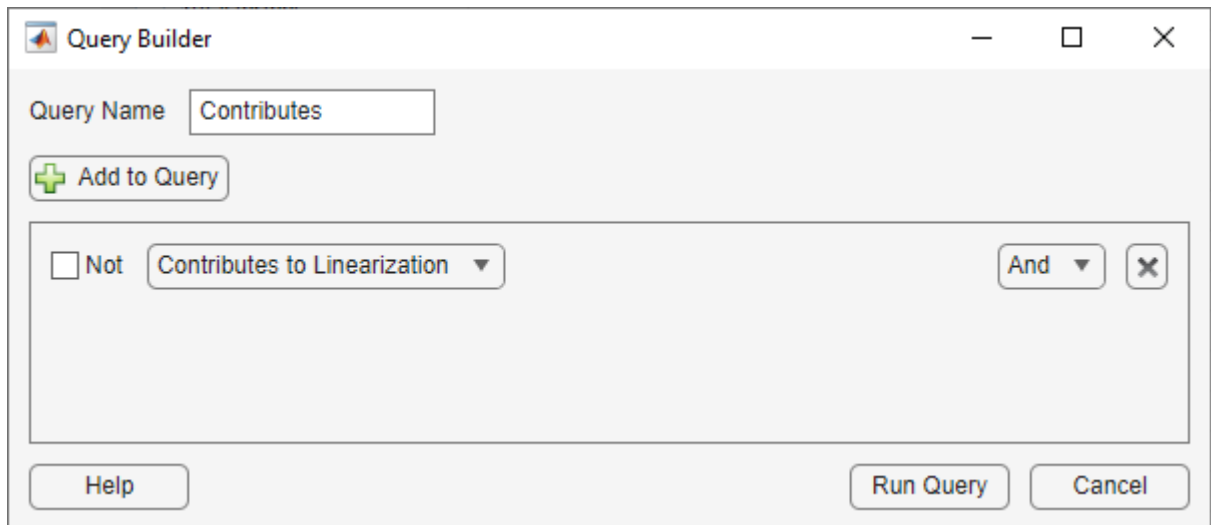 Query Builder
Query Name Contributes
Add to Query
Not Contributes to Linearization And
Help Run Query Cancel